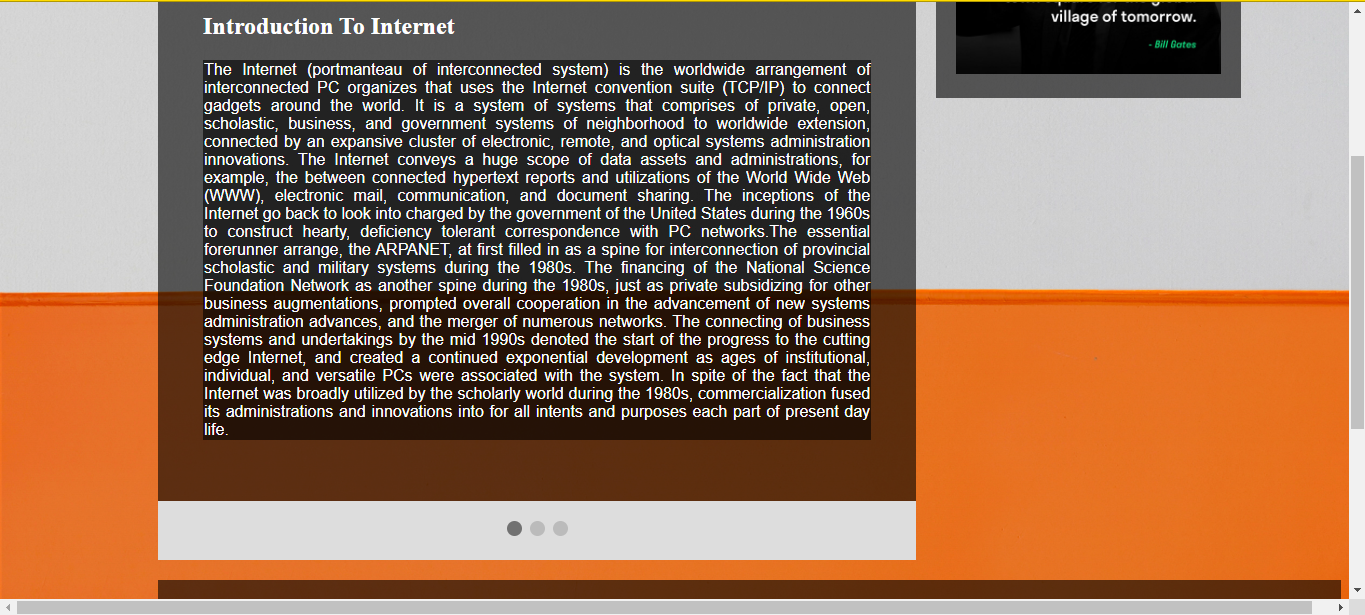 Introduction To Internet
The Internet (portmanteau of interconnected system) is the worldwide arrangement of
interconnected PC organizes that uses the Internet convention suite (TCP/IP) to connect
gadgets around the world. It is a system of systems that comprises of private, open,
scholastic, business, and government systems of neighborhood to worldwide extension,
connected by an expansive cluster of electronic, remote, and optical systems administration
innovations. The Internet conveys a huge scope of data assets and administrations, for
example, the between connected hypertext reports and utilizations of the World Wide Web
(WWW), electronic mail, communication, and document sharing. The inceptions of the
Internet go back to look into charged by the government of the United States during the 1960s
to construct hearty, deficiency tolerant correspondence with PC networks.The essential
forerunner arrange, the ARPANET, at first filled in as a spine for interconnection of provincial
scholastic and military systems during the 1980s. The financing of the National Science
Foundation Network as another spine during the 1980s, just as private subsidizing for other
business augmentations, prompted overall cooperation in the advancement of new systems
administration advances, and the merger of numerous networks. The connecting of business
systems and undertakings by the mid 1990s denoted the start of the progress to the cutting
edge Internet, and created a continued exponential development as ages of institutional,
individual, and versatile PCs were associated with the system. In spite of the fact that the
Internet was broadly utilized by the scholarly world during the 1980s, commercialization fused
its administrations and innovations into for all intents and purposes each part of present day
life.
village of tomorrow.
- Bill Gates